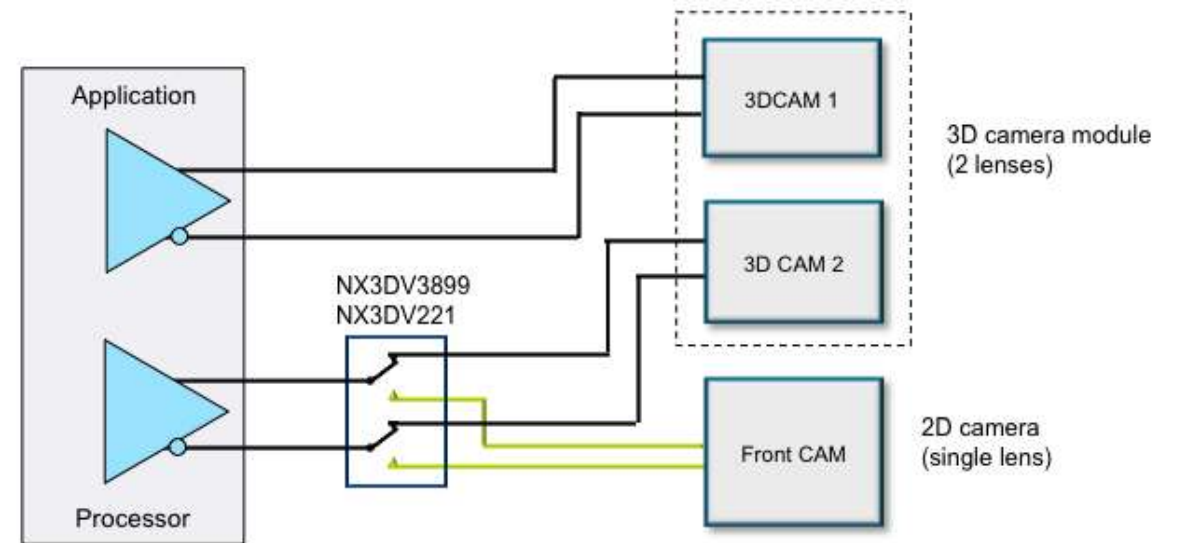 Application
3DCAM 1
3D camera module
(2 lenses)
3D CAM 2
NX3DV3899
NX3DV221
Front CAM
2D camera
(single lens)
Processor